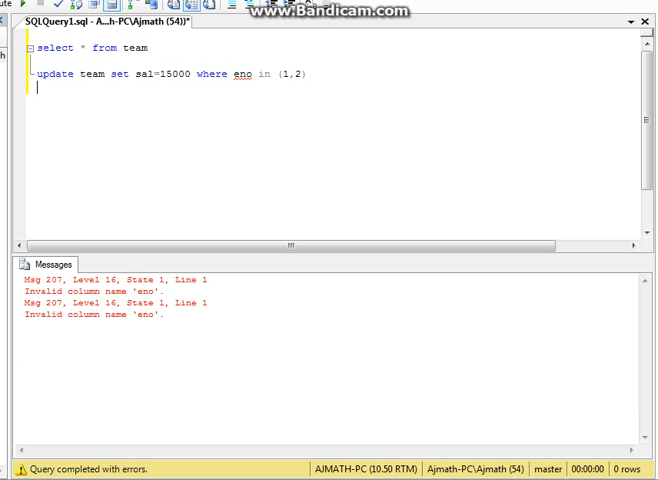 ute
www.Bandicam.com
SQLQuery1.sql - A...h-PC\Ajmath (54))*
select * from team
update team set sal=15000 where eno in (1,2)
Messages
Msg 207, Level 16, State 1, Line 1
Invalid column name 'eno'.
Msg 207, Level 16, State 1, Line 1
Invalid column name 'eno'.
Query completed with errors.
AJMATH-PC (10.50 RTM)
Ajmath-PC\Ajmath (54)
master
00:00:00
0 rows